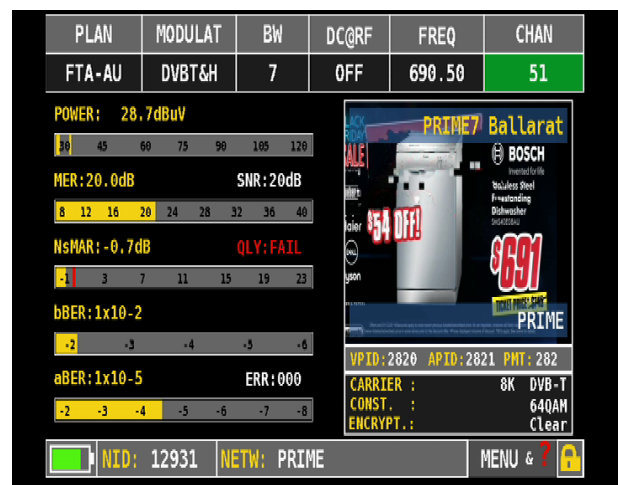 PLAN MODULAT BW DC@RF FREQ CHAN
FTA-AU DVBT&H 7 OFF 690.50 51
POWER: 28.7dBuV
30 45 60 75 90 105 120
MER:20.0dB SNR:20dB
8 12 16 20 24 28 32 36 40
NsMAR:-0.7dB QLY:FAIL
-1 3 7 11 15 19 23
bBER:1x10-2
-2 -3 -4 -5 -6
aBER:1x10-5 ERR:000
-2 -3 -4 -5 -6 -7 -8
PRIME7 Ballarat
BOSCH
Invented for life
Freestanding
Dishwasher
$54 OFF!
$691
PRIME
VPID:2820 APID:2821 PMT:282
CARRIER : 8K DVB-T
CONST. : 64QAM
ENCRYPT.: Clear
NID: 12931 NETW: PRIME MENU & ?